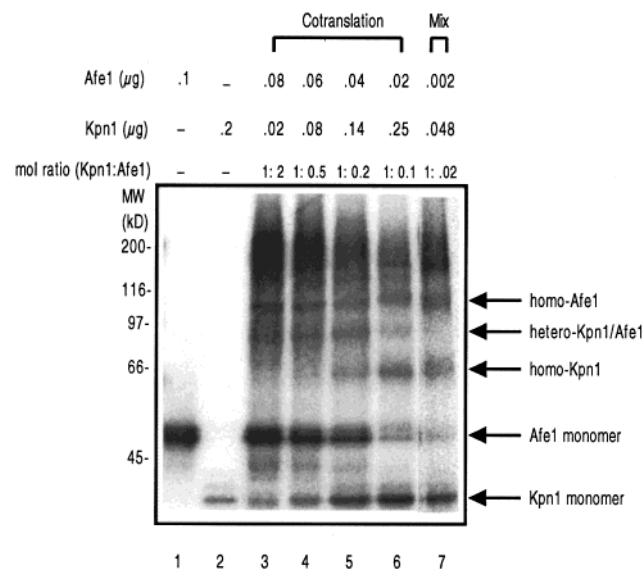 Cotranslation Mix
Afe1 (µg) .1 – .08 .06 .04 .02 .002
Kpn1 (µg) – .2 .02 .08 .14 .25 .048
mol ratio (Kpn1:Afe1) – – 1: 2 1: 0.5 1: 0.2 1: 0.1 1: .02
MW
(kD)
200-
116-
97-
66-
45-
homo-Afe1
hetero-Kpn1/Afe1
homo-Kpn1
Afe1 monomer
Kpn1 monomer
1 2 3 4 5 6 7